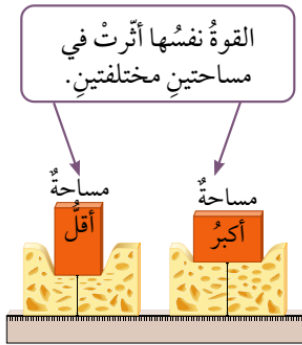 القوةُ نفسُها أثّرتْ في
مساحتينِ مختلفتينِ.
مساحةٌ
أكبرُ
مساحةٌ
أقلُّ